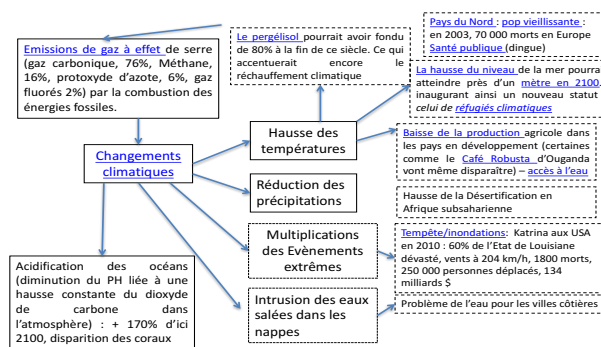 Emissions de gaz à effet de serre
(gaz carbonique, 76%, Méthane,
16%, protoxyde d'azote, 6%, gaz
fluorés 2%) par la combustion des
énergies fossiles.
Le pergélisol pourrait avoir fondu
de 80% à la fin de ce siècle. Ce qui
accentuerait encore le
réchauffement climatique
Pays du Nord : pop vieillissante :
en 2003, 70 000 morts en Europe
Santé publique (dingue)
La hausse du niveau de la mer pourra
atteindre près d'un mètre en 2100.
inaugurant ainsi un nouveau statut
celui de réfugiés climatiques
Hausse des
températures
Baisse de la production agricole dans
les pays en développement (certaines
comme le Café Robusta d'Ouganda
vont même disparaître) – accès à l'eau
Changements
climatiques
Réduction des
précipitations
Hausse de la Désertification en
Afrique subsaharienne
Multiplications
des Evènements
extrêmes
Tempête/inondations: Katrina aux USA
en 2010 : 60% de l'Etat de Louisiane
dévasté, vents à 204 km/h, 1800 morts,
250 000 personnes déplacés, 134
milliards $
Acidification des océans
(diminution du PH liée à une
hausse constante du dioxyde
de carbone dans
l'atmosphère) : + 170% d'ici
2100, disparition des coraux
Intrusion des eaux
salées dans les
nappes
Problème de l'eau pour les villes côtières